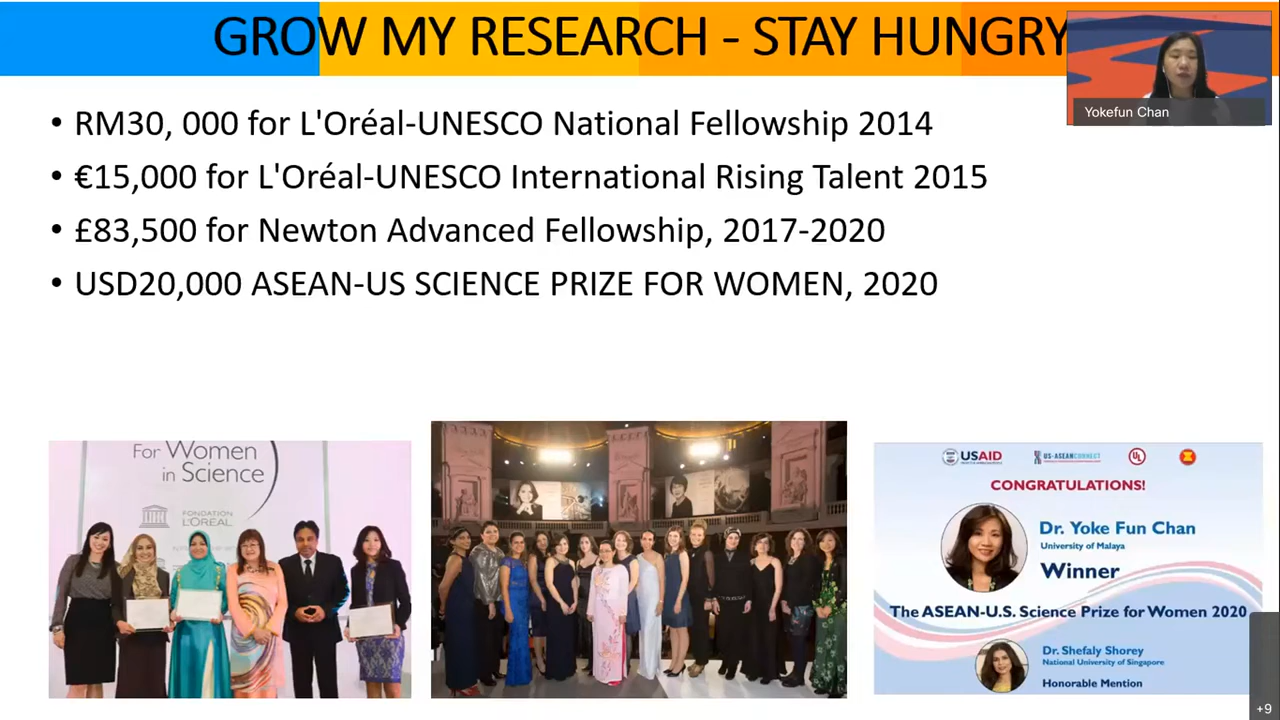 GROW MY RESEARCH - STAY HUNGRY
Yokefun Chan
• RM30, 000 for L'Oréal-UNESCO National Fellowship 2014
• €15,000 for L'Oréal-UNESCO International Rising Talent 2015
• £83,500 for Newton Advanced Fellowship, 2017-2020
• USD20,000 ASEAN-US SCIENCE PRIZE FOR WOMEN, 2020
For Women
in Science
FONDATION
L'ORÉAL
USAID
US-ASEANCONNECT
UL
CONGRATULATIONS!
Dr. Yoke Fun Chan
University of Malaya
Winner
The ASEAN-U.S. Science Prize for Women 2020
Dr. Shefaly Shorey
National University of Singapore
Honorable Mention
+9